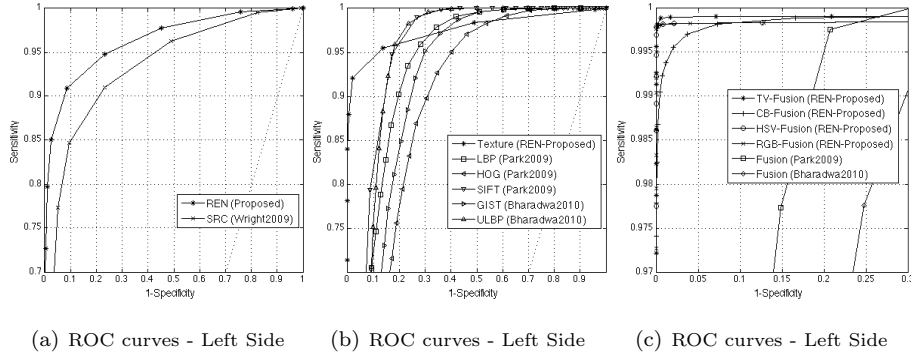 1
0.95
0.9
0.85
0.8
0.75
0.7
Sensitivity
0 0.1 0.2 0.3 0.4 0.5 0.6 0.7 0.8 0.9 1
1-Specificity
REN (Proposed)
SRC (Wright2009)
(a) ROC curves - Left Side
1
0.95
0.9
0.85
0.8
0.75
0.7
Sensitivity
0 0.1 0.2 0.3 0.4 0.5 0.6 0.7 0.8 0.9 1
1-Specificity
Texture (REN-Proposed)
LBP (Park2009)
HOG (Park2009)
SIFT (Park2009)
GIST (Bharadwa2010)
ULBP (Bharadwa2010)
(b) ROC curves - Left Side
1
0.995
0.99
0.985
0.98
0.975
0.97
Sensitivity
0 0.05 0.1 0.15 0.2 0.25 0.3
1-Specificity
TV-Fusion (REN-Proposed)
CB-Fusion (REN-Proposed)
HSV-Fusion (REN-Proposed)
RGB-Fusion (REN-Proposed)
Fusion (Park2009)
Fusion (Bharadwa2010)
(c) ROC curves - Left Side